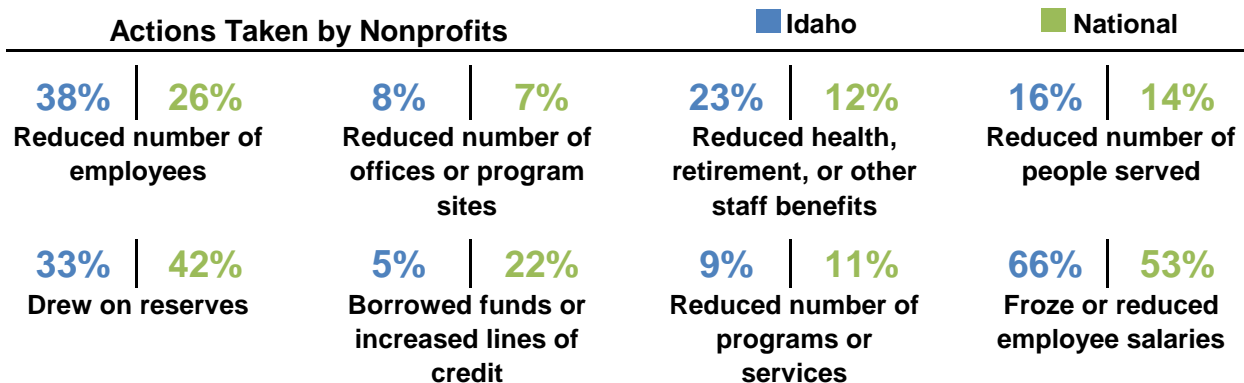 Actions Taken by Nonprofits
Idaho
National
38% 26%
Reduced number of
employees
8% 7%
Reduced number of
offices or program
sites
23% 12%
Reduced health,
retirement, or other
staff benefits
16% 14%
Reduced number of
people served
33% 42%
Drew on reserves
5% 22%
Borrowed funds or
increased lines of
credit
9% 11%
Reduced number of
programs or
services
66% 53%
Froze or reduced
employee salaries